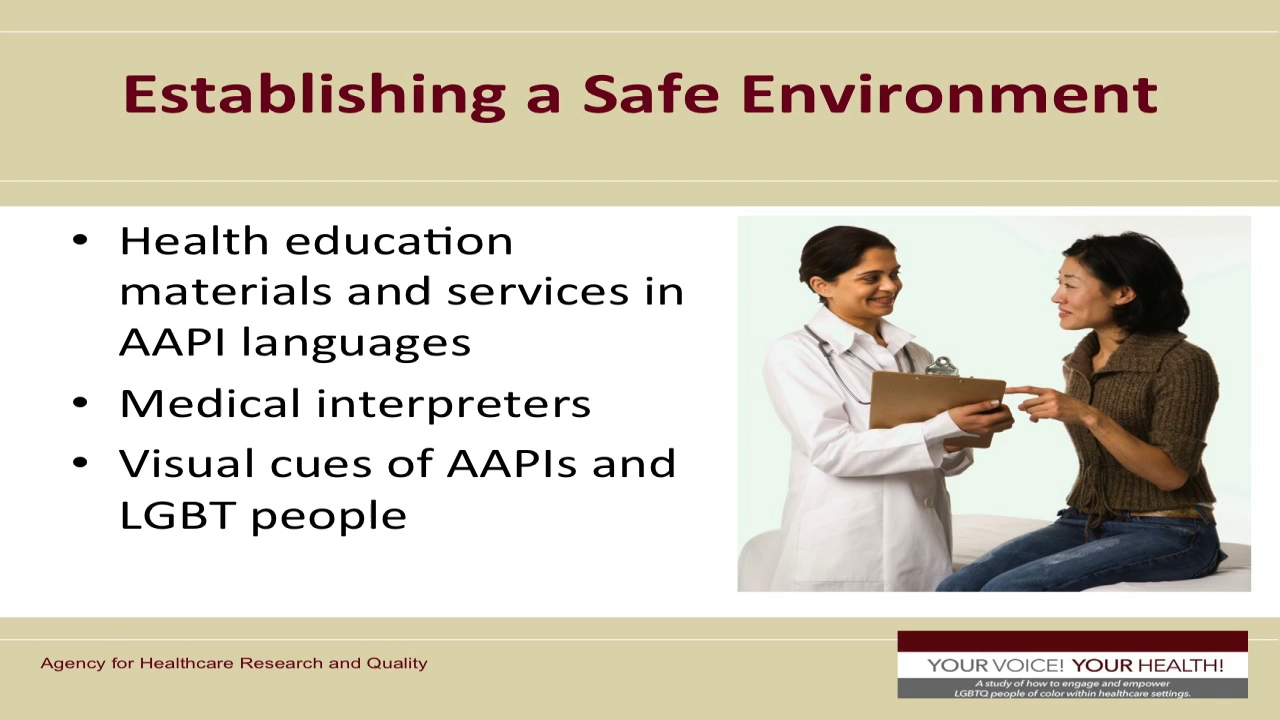 Establishing a Safe Environment
• Health education
materials and services in
AAPI languages
• Medical interpreters
• Visual cues of AAPIs and
LGBT people
Agency for Healthcare Research and Quality
YOUR VOICE! YOUR HEALTH!
A study of how to engage and empower
LGBTQ people of color within healthcare settings.